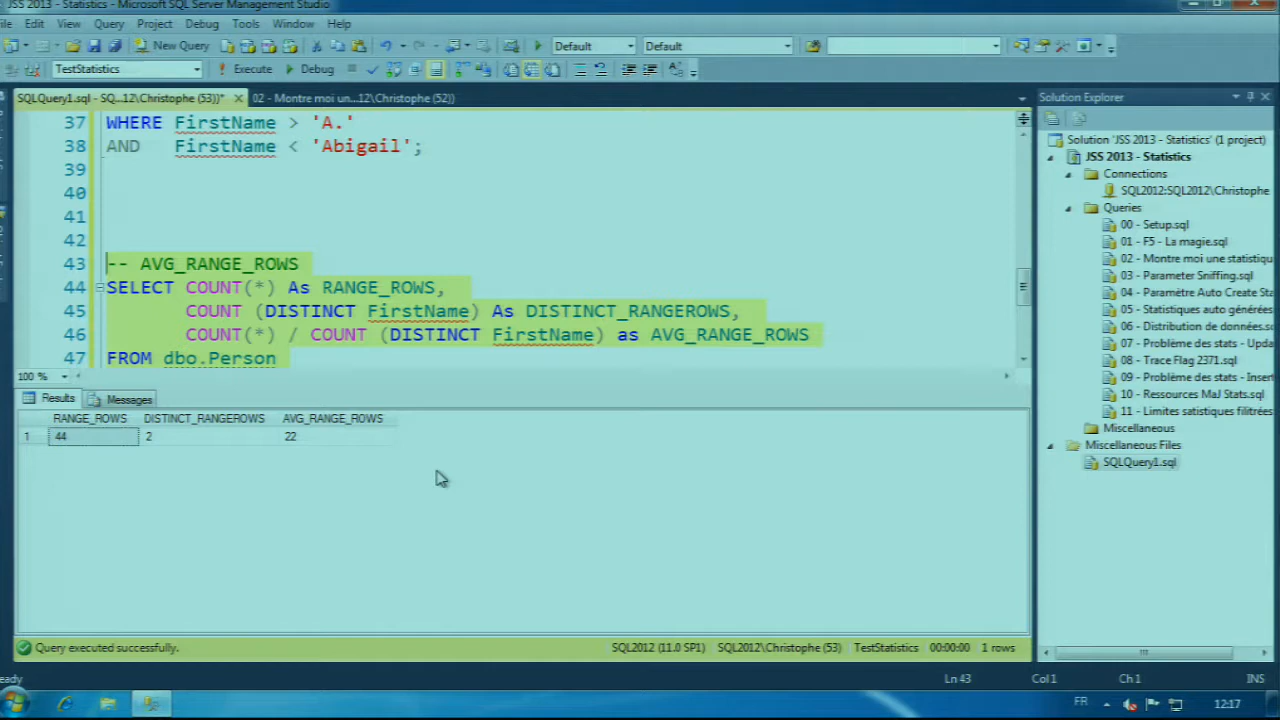 JSS 2013 - Statistics - Microsoft SQL Server Management Studio
File Edit View Query Project Debug Tools Window Help
New Query Default Default
TestStatistics Execute Debug
SQLQuery1.sql - SQ...12\Christophe (53))* 02 - Montre moi un...12\Christophe (52))
37 WHERE FirstName > 'A.'
38 AND FirstName < 'Abigail';
39
40
41
42
43 -- AVG_RANGE_ROWS
44 SELECT COUNT(*) As RANGE_ROWS,
45 COUNT (DISTINCT FirstName) As DISTINCT_RANGEROWS,
46 COUNT(*) / COUNT (DISTINCT FirstName) as AVG_RANGE_ROWS
47 FROM dbo.Person
100 %
Results Messages
RANGE_ROWS DISTINCT_RANGEROWS AVG_RANGE_ROWS
1 44 2 22
Query executed successfully. SQL2012 (11.0 SP1) SQL2012\Christophe (53) TestStatistics 00:00:00 1 rows
Solution Explorer
Solution 'JSS 2013 - Statistics' (1 project)
JSS 2013 - Statistics
Connections
SQL2012:SQL2012\Christophe
Queries
00 - Setup.sql
01 - F5 - La magie.sql
02 - Montre moi une statistiqu
03 - Parameter Sniffing.sql
04 - Paramètre Auto Create Sta
05 - Statistiques auto générées
06 - Distribution de données.s
07 - Problème des stats - Upda
08 - Trace Flag 2371.sql
09 - Problème des stats - Insert
10 - Ressources MaJ Stats.sql
11 - Limites satistiques filitrées
Miscellaneous
Miscellaneous Files
SQLQuery1.sql
eady Ln 43 Col 1 Ch 1 INS
FR 12:17